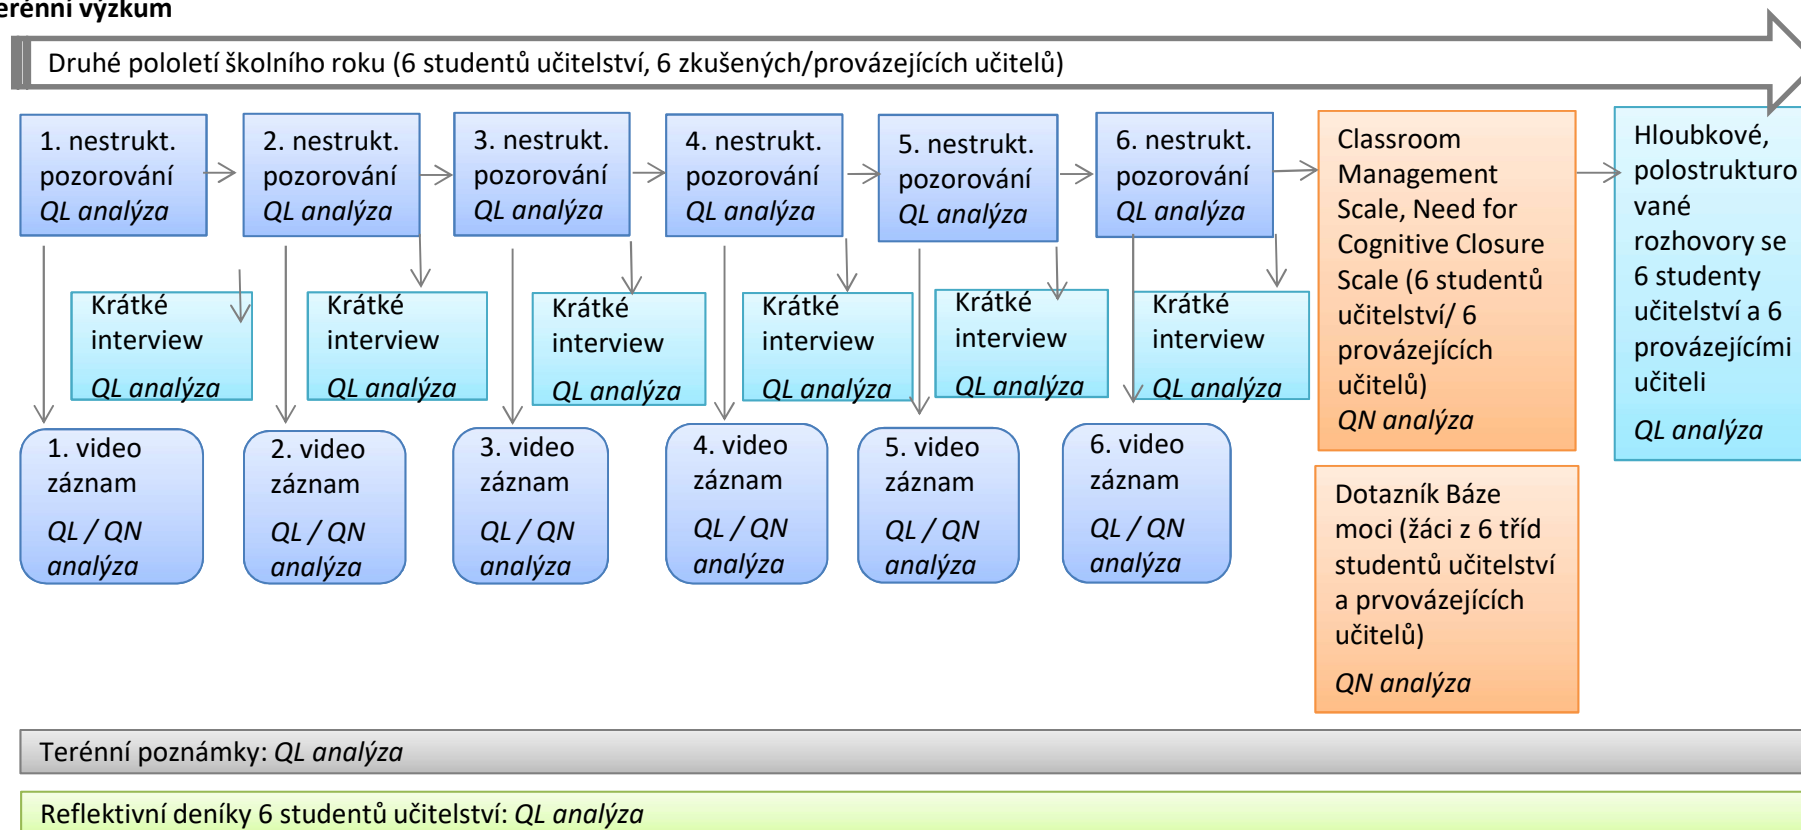 erénní výzkum
Druhé pololetí školního roku (6 studentů učitelství, 6 zkušených/provázejících učitelů)
1. nestrukt.
pozorování
QL analýza
2. nestrukt.
pozorování
QL analýza
3. nestrukt.
pozorování
QL analýza
4. nestrukt.
pozorování
QL analýza
5. nestrukt.
pozorování
QL analýza
6. nestrukt.
pozorování
QL analýza
Classroom
Management
Scale, Need for
Cognitive Closure
Scale (6 studentů
učitelství/ 6
provázejících
učitelů)
QN analýza
Hloubkové,
polostrukturo
vané
rozhovory se
6 studenty
učitelství a 6
provázejícími
učiteli
QL analýza
Krátké
interview
QL analýza
Krátké
interview
QL analýza
Krátké
interview
QL analýza
Krátké
interview
QL analýza
Krátké
interview
QL analýza
Krátké
interview
QL analýza
1. video
záznam
QL / QN
analýza
2. video
záznam
QL / QN
analýza
3. video
záznam
QL / QN
analýza
4. video
záznam
QL / QN
analýza
5. video
záznam
QL / QN
analýza
6. video
záznam
QL / QN
analýza
Dotazník Báze
moci (žáci z 6 tříd
studentů učitelství
a prvovázejících
učitelů)
QN analýza
Terénní poznámky: QL analýza
Reflektivní deníky 6 studentů učitelství: QL analýza